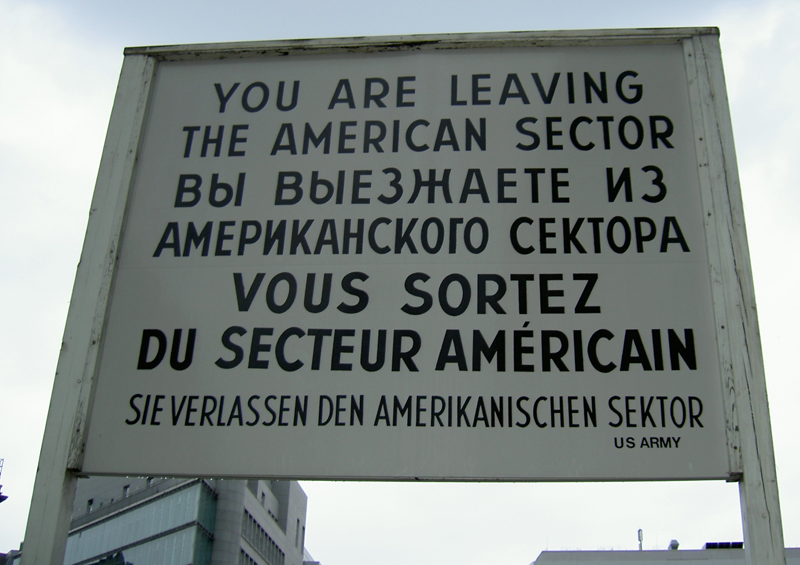 YOU ARE LEAVING
THE AMERICAN SECTOR
ВЫ ВЫЕЗЖАЕТЕ ИЗ
АМЕРИКАНСКОГО СЕКТОРА
VOUS SORTEZ
DU SECTEUR AMÉRICAIN
SIE VERLASSEN DEN AMERIKANISCHEN SEKTOR
US ARMY